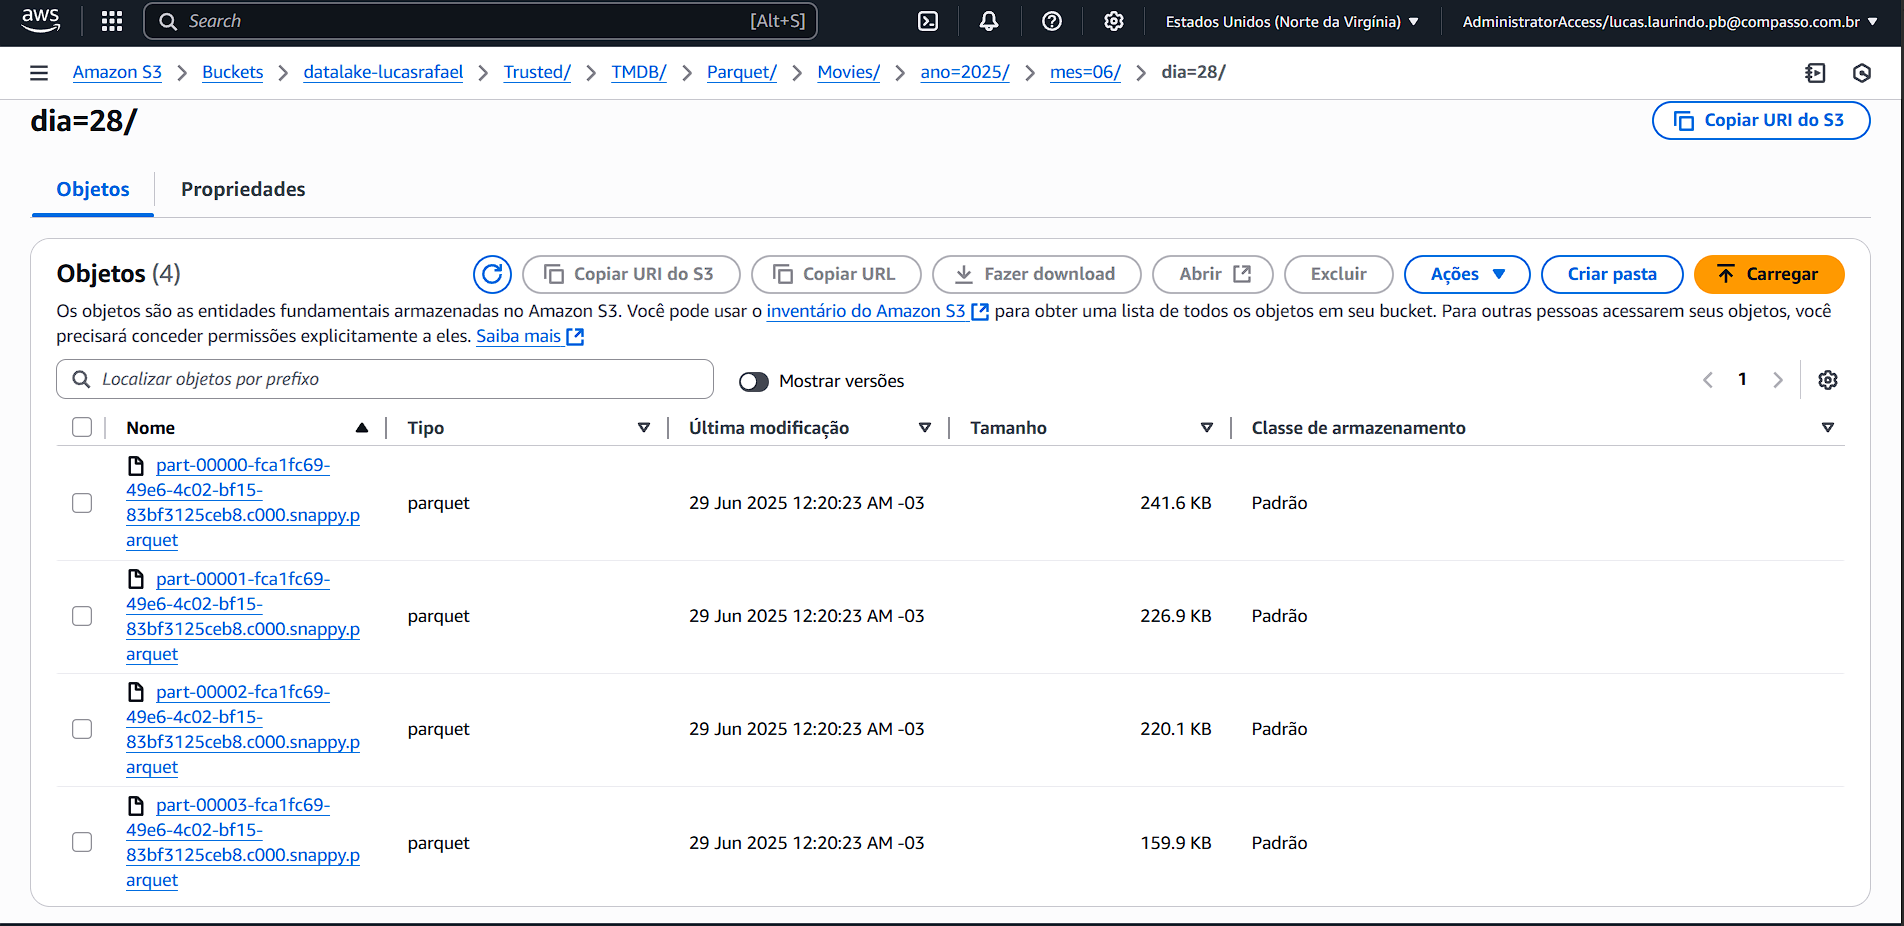 aws
Search [Alt+S] Estados Unidos (Norte da Virgínia) AdministratorAccess/lucas.laurindo.pb@compasso.com.br
Amazon S3 Buckets datalake-lucasrafael Trusted/ TMDB/ Parquet/ Movies/ ano=2025/ mes=06/ dia=28/
dia=28/ Copiar URI do S3
Objetos Propriedades
Objetos (4) Copiar URI do S3 Copiar URL Fazer download Abrir Excluir Ações Criar pasta Carregar
Os objetos são as entidades fundamentais armazenadas no Amazon S3. Você pode usar o inventário do Amazon S3 para obter uma lista de todos os objetos em seu bucket. Para outras pessoas acessarem seus objetos, você
precisará conceder permissões explicitamente a eles. Saiba mais
Localizar objetos por prefixo Mostrar versões 1
Nome Tipo Última modificação Tamanho Classe de armazenamento
part-00000-fca1fc69-
49e6-4c02-bf15-
83bf3125ceb8.c000.snappy.p
arquet
parquet 29 Jun 2025 12:20:23 AM -03 241.6 KB Padrão
part-00001-fca1fc69-
49e6-4c02-bf15-
83bf3125ceb8.c000.snappy.p
arquet
parquet 29 Jun 2025 12:20:23 AM -03 226.9 KB Padrão
part-00002-fca1fc69-
49e6-4c02-bf15-
83bf3125ceb8.c000.snappy.p
arquet
parquet 29 Jun 2025 12:20:23 AM -03 220.1 KB Padrão
part-00003-fca1fc69-
49e6-4c02-bf15-
83bf3125ceb8.c000.snappy.p
arquet
parquet 29 Jun 2025 12:20:23 AM -03 159.9 KB Padrão